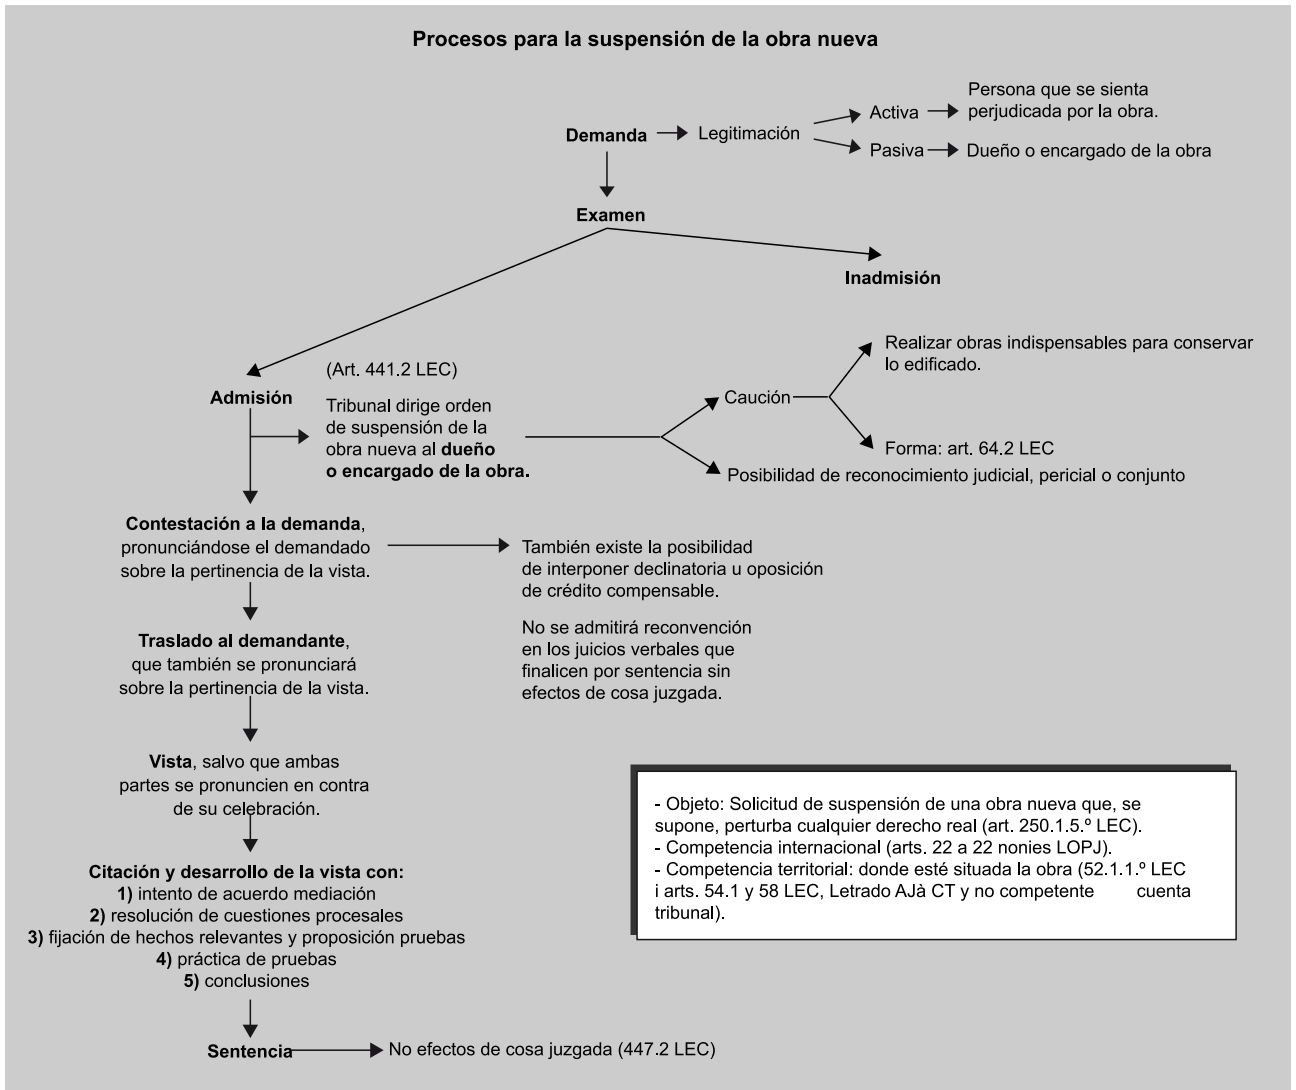 Procesos para la suspensión de la obra nueva
Persona que se sienta
perjudicada por la obra.
Activa
Demanda
Legitimación
Pasiva
Dueño o encargado de la obra
Examen
Inadmisión
Realizar obras indispensables para conservar
lo edificado.
(Art. 441.2 LEC)
Admisión
Caución
Tribunal dirige orden
de suspensión de la
obra nueva al dueño
o encargado de la obra.
Forma: art. 64.2 LEC
Posibilidad de reconocimiento judicial, pericial o conjunto
Contestación a la demanda,
pronunciándose el demandado
sobre la pertinencia de la vista.
También existe la posibilidad
de interponer declinatoria u oposición
de crédito compensable.
No se admitirá reconvención
en los juicios verbales que
finalicen por sentencia sin
efectos de cosa juzgada.
Traslado al demandante,
que también se pronunciará
sobre la pertinencia de la vista.
Vista, salvo que ambas
partes se pronuncien en contra
de su celebración.
- Objeto: Solicitud de suspensión de una obra nueva que, se
supone, perturba cualquier derecho real (art. 250.1.5.º LEC).
- Competencia internacional (arts. 22 a 22 nonies LOPJ).
- Competencia territorial: donde esté situada la obra (52.1.1.º LEC
i arts. 54.1 y 58 LEC, Letrado AJà CT y no competente cuenta
tribunal).
Citación y desarrollo de la vista con:
1) intento de acuerdo mediación
2) resolución de cuestiones procesales
3) fijación de hechos relevantes y proposición pruebas
4) práctica de pruebas
5) conclusiones
Sentencia
No efectos de cosa juzgada (447.2 LEC)